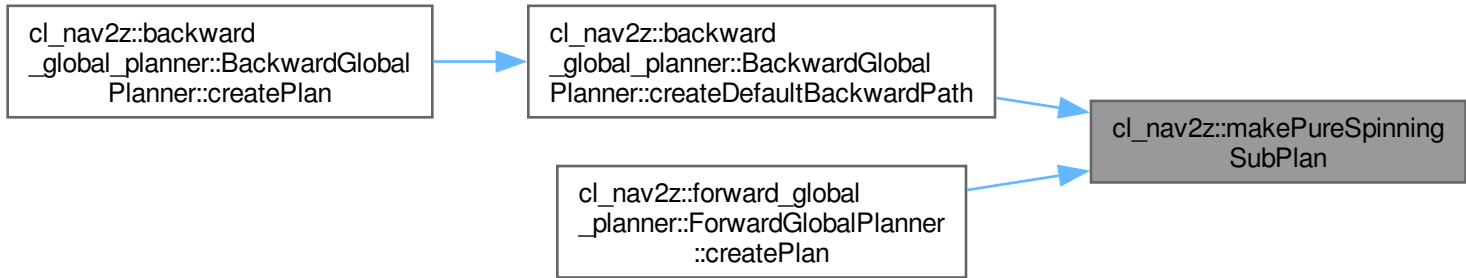 cl_nav2z::backward
_global_planner::BackwardGlobal
Planner::createPlan
cl_nav2z::backward
_global_planner::BackwardGlobal
Planner::createDefaultBackwardPath
cl_nav2z::makePureSpinning
SubPlan
cl_nav2z::forward_global
_planner::ForwardGlobalPlanner
::createPlan